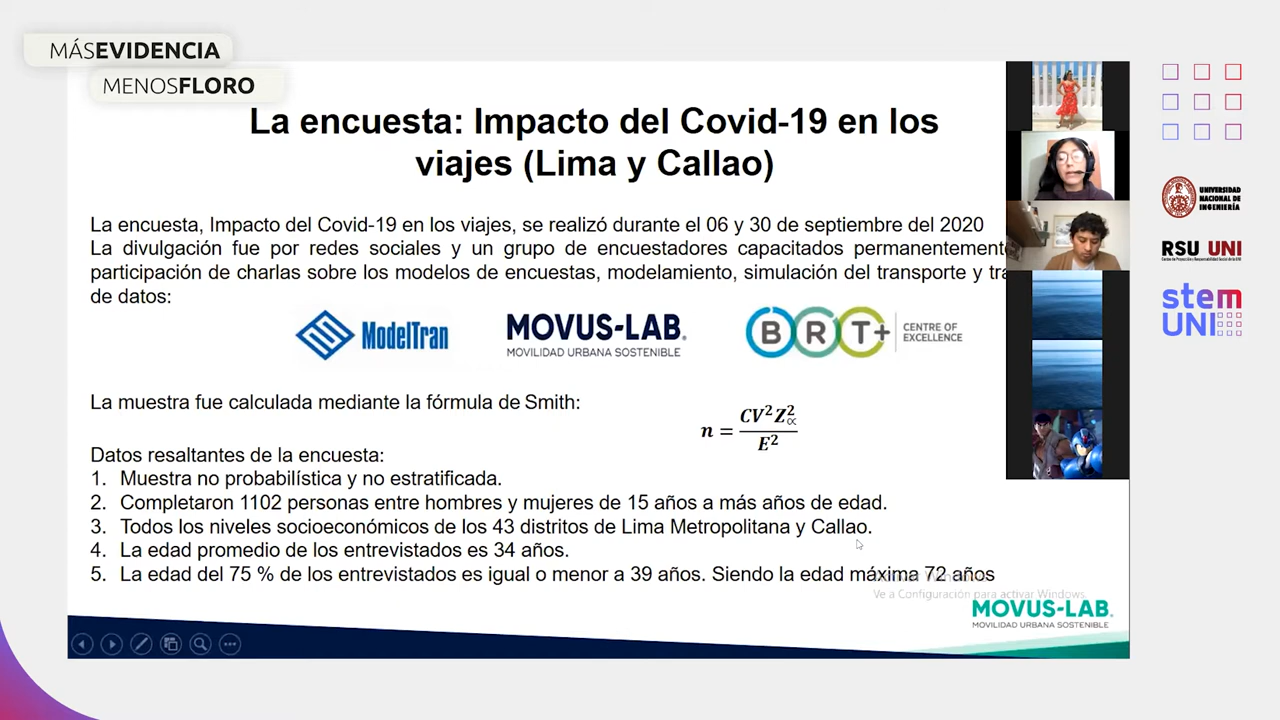 MÁSEVIDENCIA
MENOSFLORO
La encuesta: Impacto del Covid-19 en los
viajes (Lima y Callao)
La encuesta, Impacto del Covid-19 en los viajes, se realizó durante el 06 y 30 de septiembre del 2020
La divulgación fue por redes sociales y un grupo de encuestadores capacitados permanentemente
participación de charlas sobre los modelos de encuestas, modelamiento, simulación del transporte y
de datos:
ModelTran
MOVUS-LAB®
MOVILIDAD URBANA SOSTENIBLE
BRT+ CENTRE OF
EXCELLENCE
La muestra fue calculada mediante la fórmula de Smith:
n = CV²Z²∝ / E²
Datos resaltantes de la encuesta:
1. Muestra no probabilística y no estratificada.
2. Completaron 1102 personas entre hombres y mujeres de 15 años a más años de edad.
3. Todos los niveles socioeconómicos de los 43 distritos de Lima Metropolitana y Callao.
4. La edad promedio de los entrevistados es 34 años.
5. La edad del 75 % de los entrevistados es igual o menor a 39 años. Siendo la edad máxima 72 años
Ve a Configuración para activar Windows.
MOVUS-LAB®
MOVILIDAD URBANA SOSTENIBLE
UNIVERSIDAD
NACIONAL DE
INGENIERÍA
RSU UNI
stem
UNI